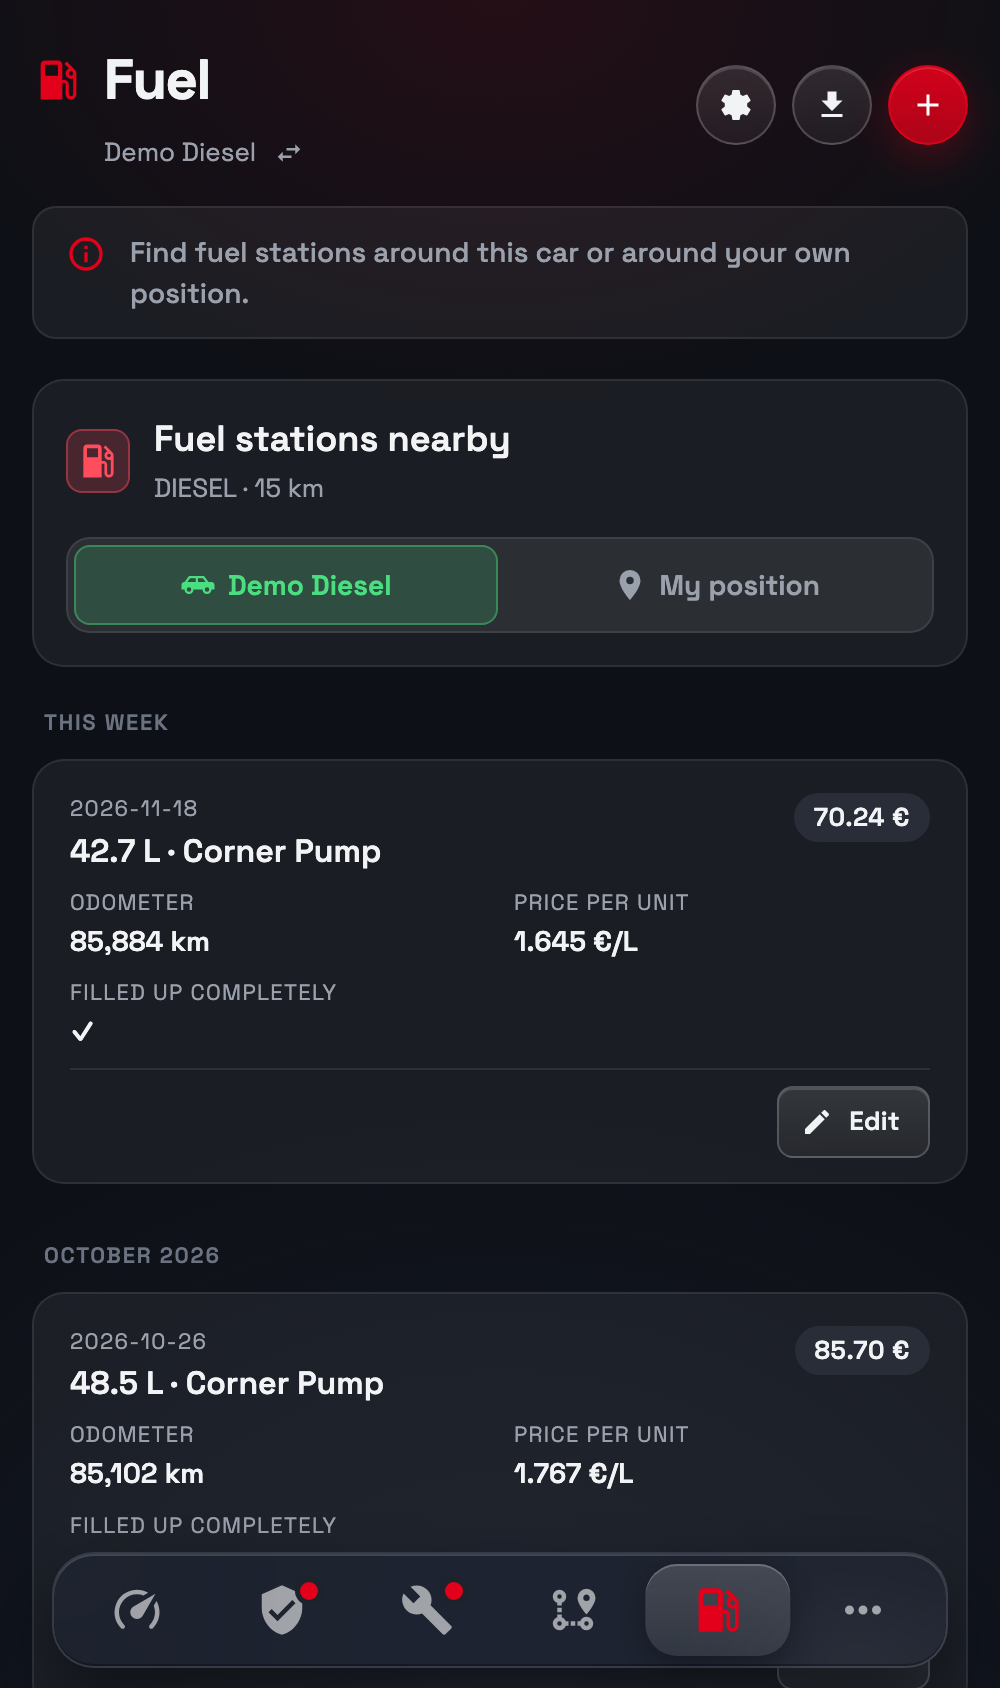 Fuel
Demo Diesel
Find fuel stations around this car or around your own
position.
Fuel stations nearby
DIESEL · 15 km
Demo Diesel
My position
THIS WEEK
2026-11-18
70.24 €
42.7 L · Corner Pump
ODOMETER
PRICE PER UNIT
85,884 km
1.645 €/L
FILLED UP COMPLETELY
Edit
OCTOBER 2026
2026-10-26
85.70 €
48.5 L · Corner Pump
ODOMETER
PRICE PER UNIT
85,102 km
1.767 €/L
FILLED UP COMPLETELY